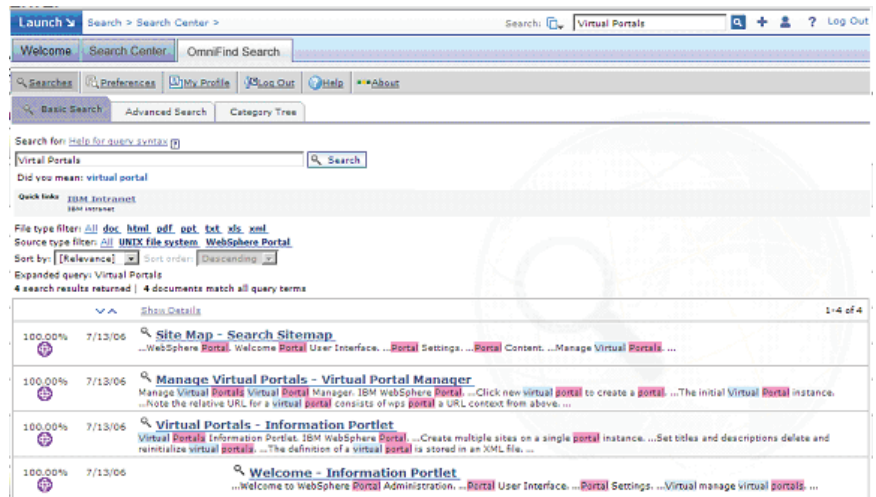 Launch Search > Search Center > Search: Virtual Portals ? Log Out
Welcome Search Center OmniFind Search
Searches Preferences My Profile Log Out Help About
Basic Search Advanced Search Category Tree
Search for: Help for query syntax ?
Virtal Portals Search
Did you mean: virtual portal
Quick links IBM Intranet
IBM Intranet
File type filter: All doc html pdf ppt txt xls xml
Source type filter: All UNIX file system WebSphere Portal
Sort by: [Relevance] Sort order: Descending
Expanded query: Virtual Portals
4 search results returned | 4 documents match all query terms
Show Details 1-4 of 4
100.00% 7/13/06 Site Map - Search Sitemap
...WebSphere Portal. Welcome Portal User Interface. ...Portal Settings. ...Portal Content. ...Manage Virtual Portals. ...
100.00% 7/13/06 Manage Virtual Portals - Virtual Portal Manager
Manage Virtual Portals Virtual Portal Manager. IBM WebSphere Portal. ...Click new virtual portal to create a portal. ...The initial Virtual Portal instance.
...Note the relative URL for a virtual portal consists of wps portal a URL context from above. ...
100.00% 7/13/06 Virtual Portals - Information Portlet
Virtual Portals Information Portlet. IBM WebSphere Portal. ...Create multiple sites on a single portal instance. ...Set titles and descriptions delete and
reinitialize virtual portals. ...The definition of a virtual portal is stored in an XML file. ...
100.00% 7/13/06 Welcome - Information Portlet
...Welcome to WebSphere Portal Administration. ...Portal User Interface. ...Portal Settings. ...Virtual manage virtual portals. ...